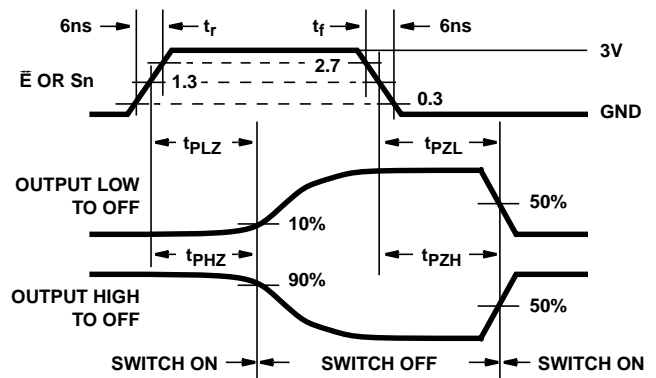 6ns tr tf 6ns
3V
2.7
Ē OR Sn 1.3
0.3
GND
tPLZ tPZL
OUTPUT LOW
TO OFF
50%
10%
tPHZ tPZH
90%
OUTPUT HIGH
TO OFF
50%
SWITCH ON SWITCH OFF SWITCH ON